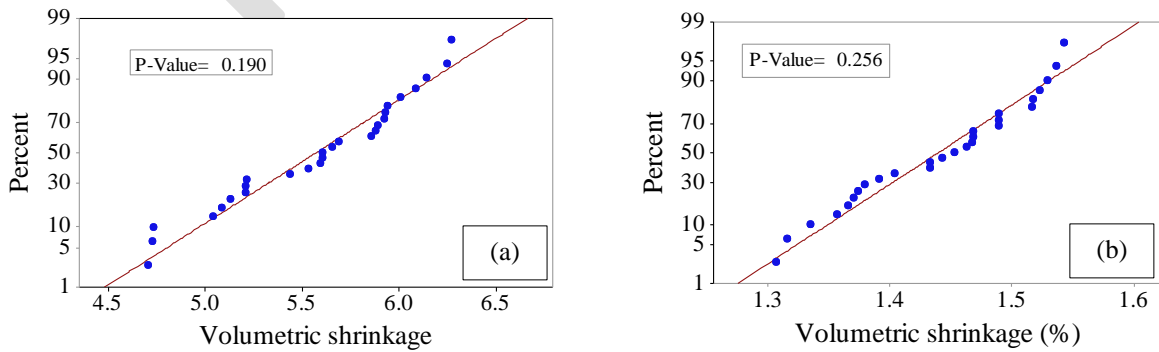 99
95
90
70
50
30
10
5
1
Percent
P-Value= 0.190
(a)
4.5 5.0 5.5 6.0 6.5
Volumetric shrinkage
99
95
90
70
50
30
10
5
1
Percent
P-Value= 0.256
(b)
1.3 1.4 1.5 1.6
Volumetric shrinkage (%)